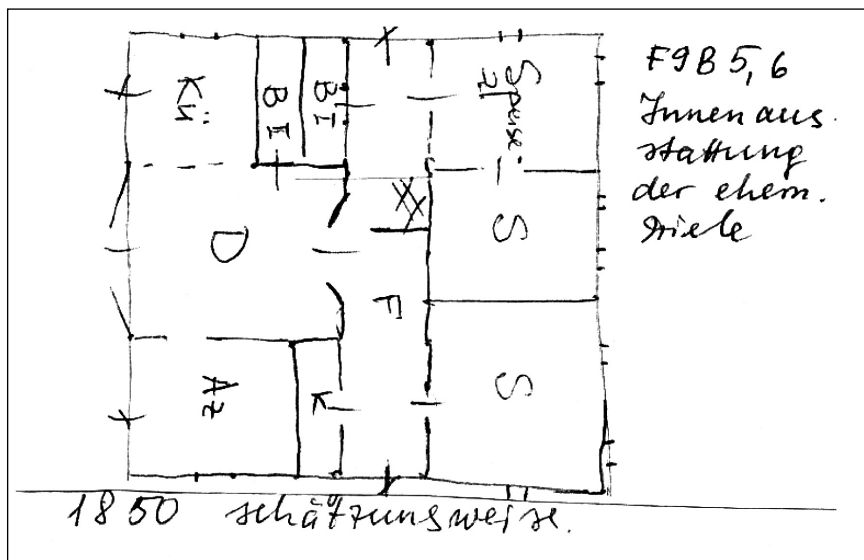 F9B 5,6
Innenaus.
stattung
der ehem.
Diele
Kü
BI
BI
Speise-
Z
D
S
F
Az
K
S
1850 schätzungsweise.